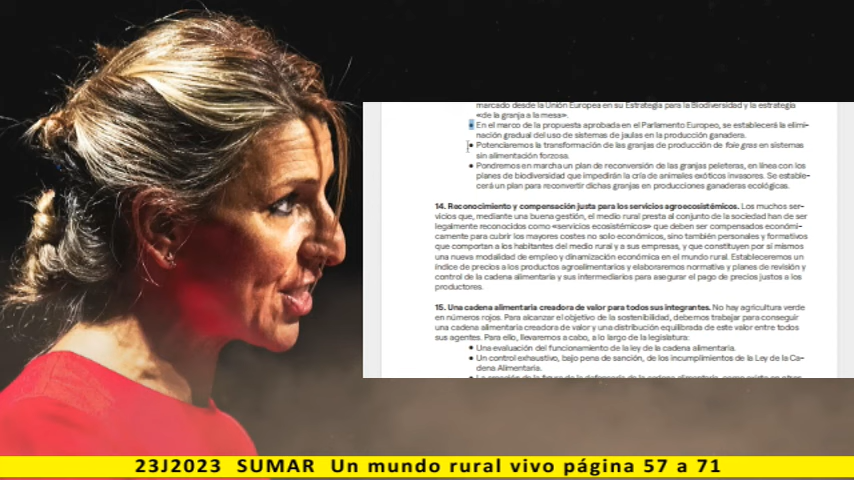 marcado desde la Unión Europea en su Estrategia para la Biodiversidad y la estrategia
«de la granja a la mesa».
• En el marco de la propuesta aprobada en el Parlamento Europeo, se establecerá la elimi-
nación gradual del uso de sistemas de jaulas en la producción ganadera.
• Potenciaremos la transformación de las granjas de producción de foie gras en sistemas
sin alimentación forzosa.
• Pondremos en marcha un plan de reconversión de las granjas peleteras, en línea con los
planes de biodiversidad que impedirán la cría de animales exóticos invasores. Se estable-
cerá un plan para reconvertir dichas granjas en producciones ganaderas ecológicas.
14. Reconocimiento y compensación justa para los servicios agroecosistémicos. Los muchos ser-
vicios que, mediante una buena gestión, el medio rural presta al conjunto de la sociedad han de ser
legalmente reconocidos como «servicios ecosistémicos» que deben ser compensados económi-
camente para cubrir los mayores costes no solo económicos, sino también personales y formativos
que comportan a los habitantes del medio rural y a sus empresas, y que constituyen por sí mismos
una nueva modalidad de empleo y dinamización económica en el mundo rural. Estableceremos un
índice de precios a los productos agroalimentarios y elaboraremos normativa y planes de revisión y
control de la cadena alimentaria y sus intermediarios para asegurar el pago de precios justos a los
productores.
15. Una cadena alimentaria creadora de valor para todos sus integrantes. No hay agricultura verde
en números rojos. Para alcanzar el objetivo de la sostenibilidad, debemos trabajar para conseguir
una cadena alimentaria creadora de valor y una distribución equilibrada de este valor entre todos
sus agentes. Para ello, llevaremos a cabo, a lo largo de la legislatura:
• Una evaluación del funcionamiento de la ley de la cadena alimentaria.
• Un control exhaustivo, bajo pena de sanción, de los incumplimientos de la Ley de la Ca-
dena Alimentaria.
23J2023 SUMAR Un mundo rural vivo página 57 a 71